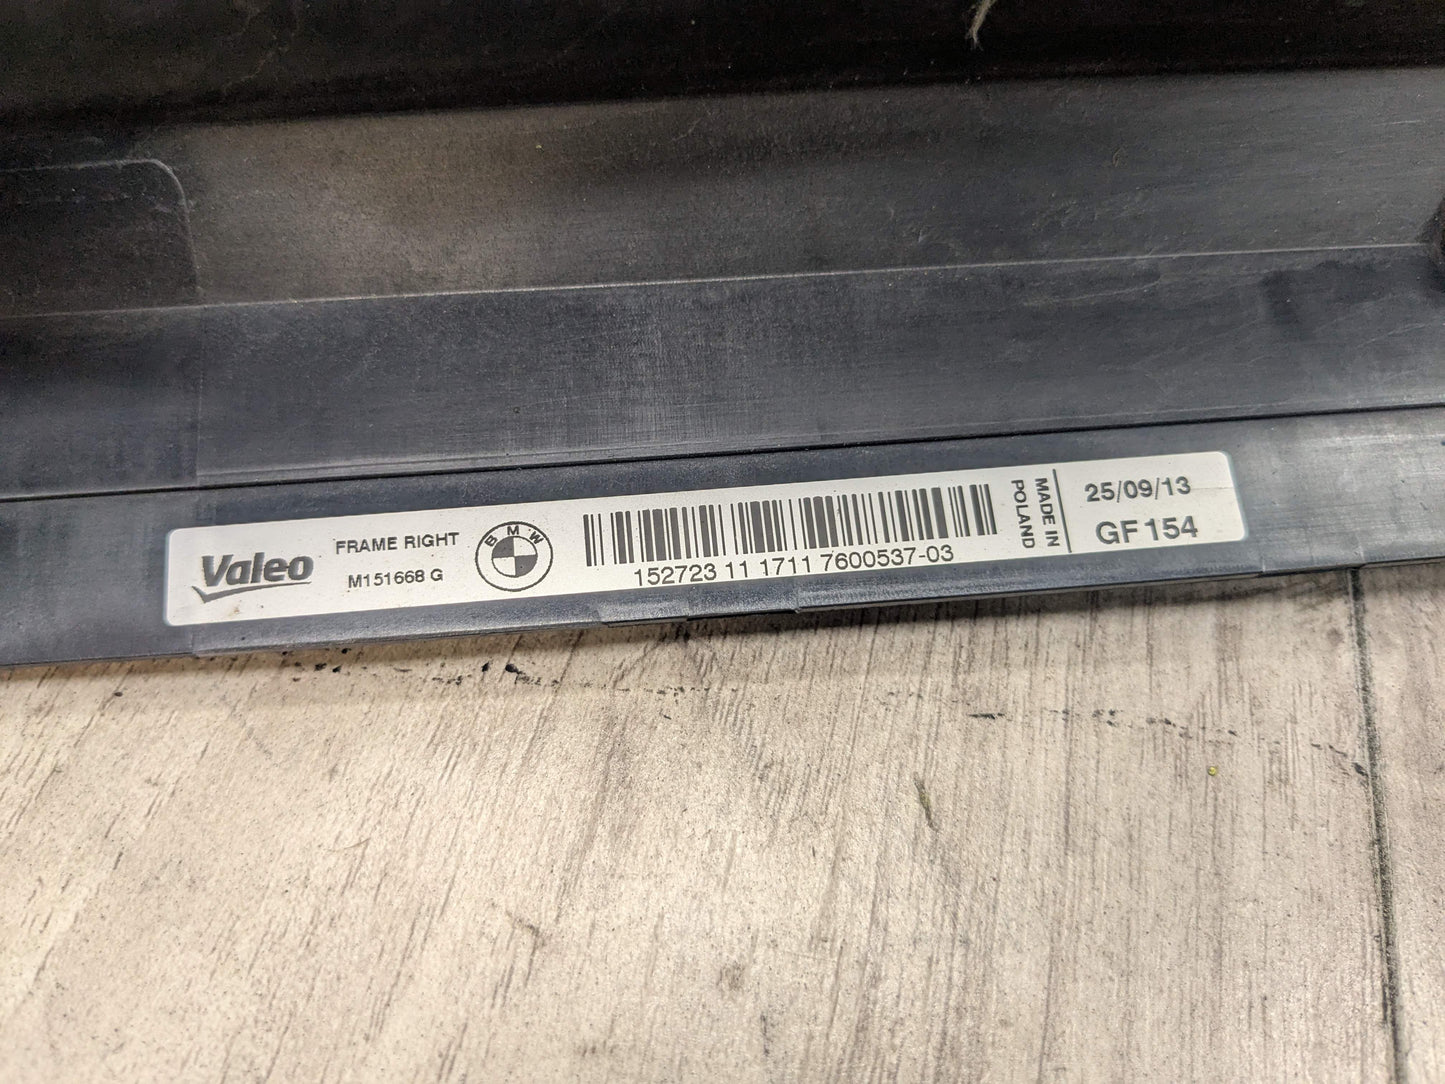 Valeo
FRAME RIGHT
M151668 G
BMW
152723 11 1711 7600537-03
MADE IN
POLAND
25/09/13
GF154